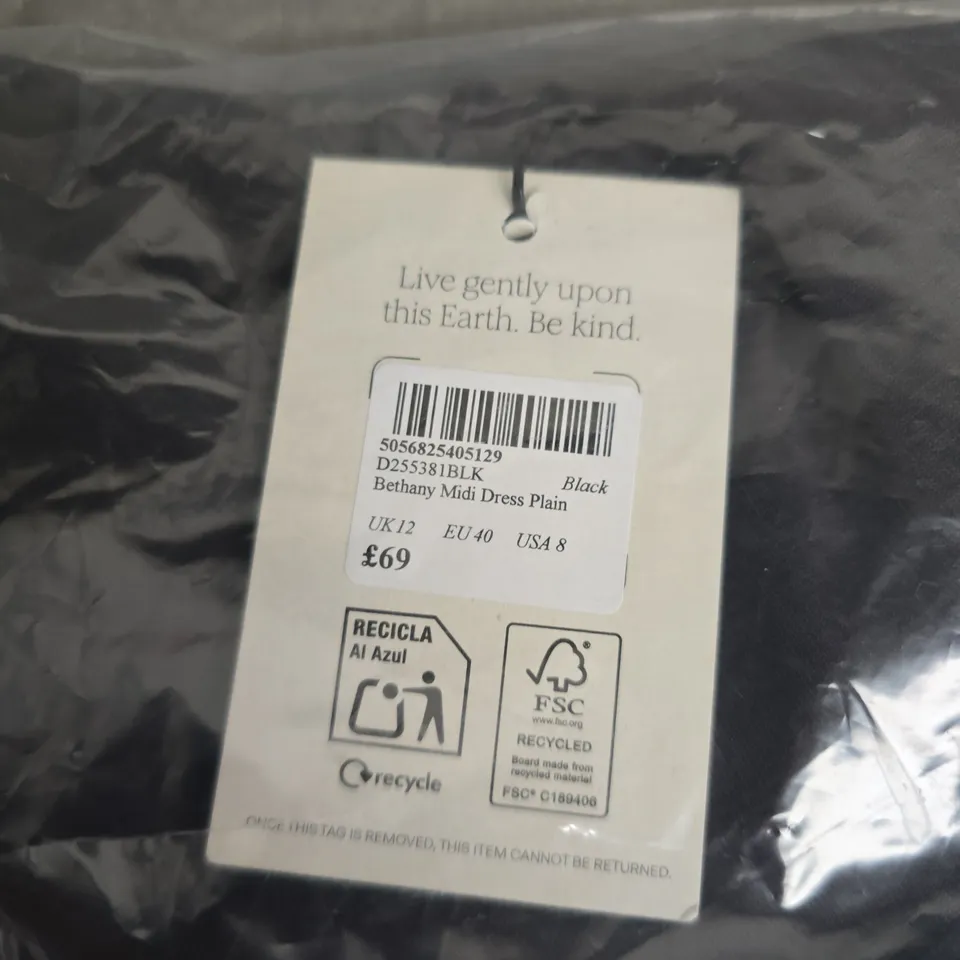 Live gently upon
this Earth. Be kind.
5056825405129
D255381BLK Black
Bethany Midi Dress Plain
UK 12 EU 40 USA 8
£69
RECICLA
Al Azul
recycle
FSC®
www.fsc.org
RECYCLED
Board made from
recycled material
FSC® C189406
ONCE THIS TAG IS REMOVED, THIS ITEM CANNOT BE RETURNED.